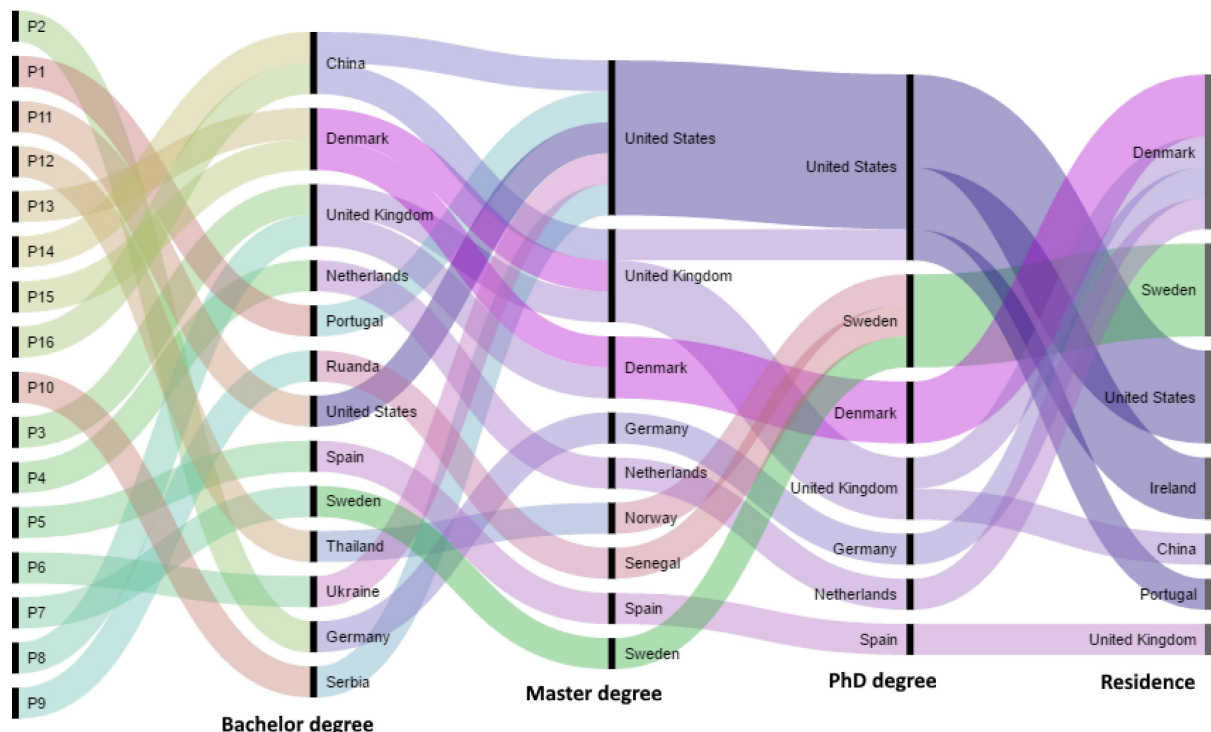 P2
P1
P11
P12
P13
P14
P15
P16
P10
P3
P4
P5
P6
P7
P8
P9
China
Denmark
United Kingdom
Netherlands
Portugal
Ruanda
United States
Spain
Sweden
Thailand
Ukraine
Germany
Serbia
Bachelor degree
United States
United Kingdom
Denmark
Germany
Netherlands
Norway
Senegal
Spain
Sweden
Master degree
United States
Sweden
Denmark
United Kingdom
Germany
Netherlands
Spain
PhD degree
Denmark
Sweden
United States
Ireland
China
Portugal
United Kingdom
Residence